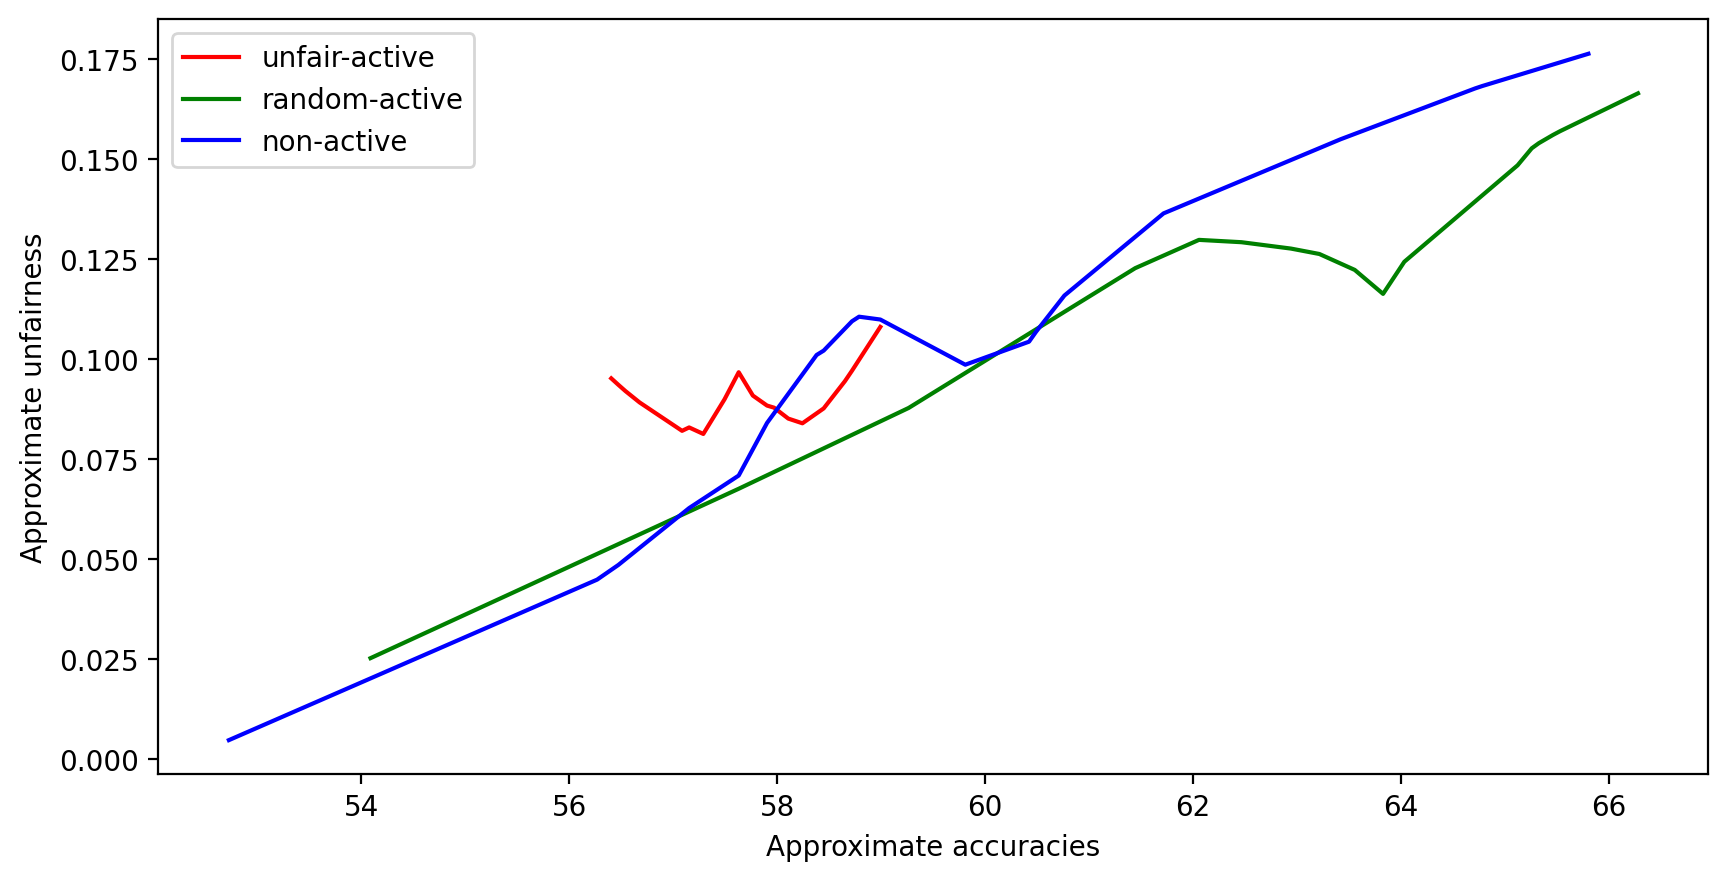 unfair-active
random-active
non-active
0.175
0.150
0.125
0.100
0.075
0.050
0.025
0.000
Approximate unfairness
54 56 58 60 62 64 66
Approximate accuracies